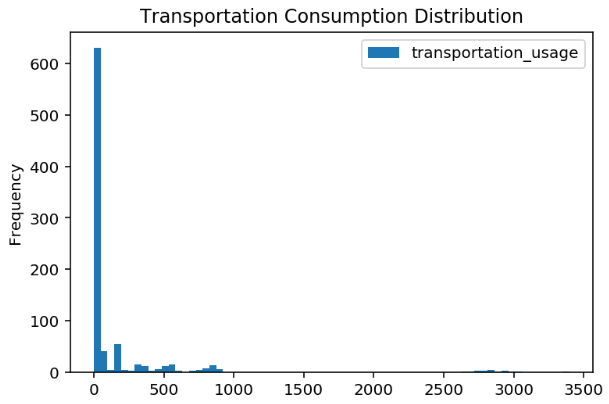 Transportation Consumption Distribution
transportation_usage
Frequency
600
500
400
300
200
100
0
0 500 1000 1500 2000 2500 3000 3500